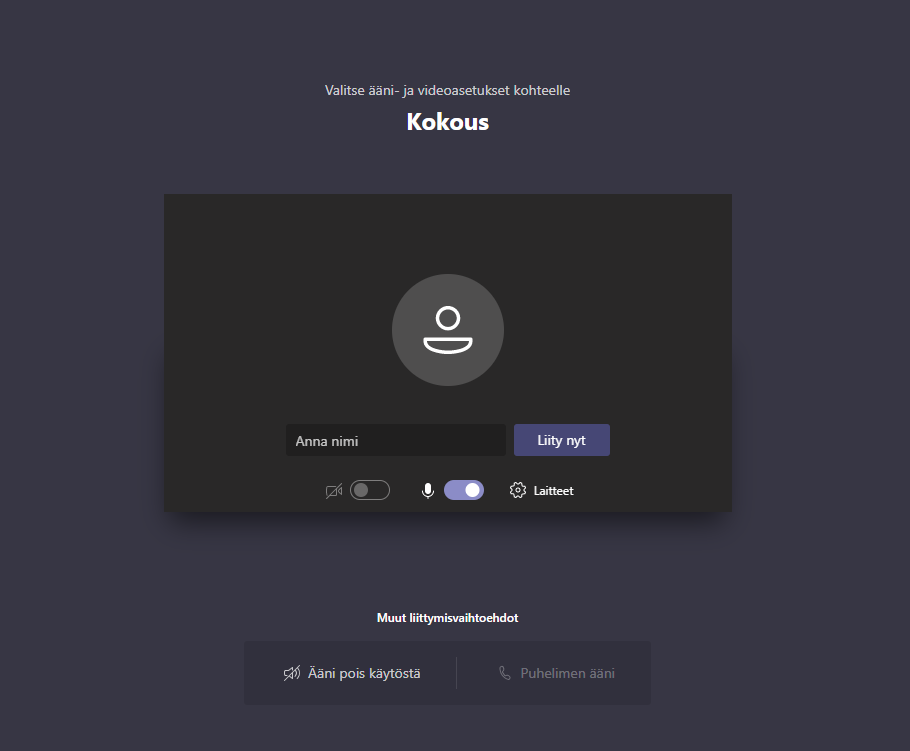 Valitse ääni- ja videoasetukset kohteelle
Kokous
Anna nimi
Liity nyt
Laitteet
Muut liittymisvaihtoehdot
Ääni pois käytöstä
Puhelimen ääni